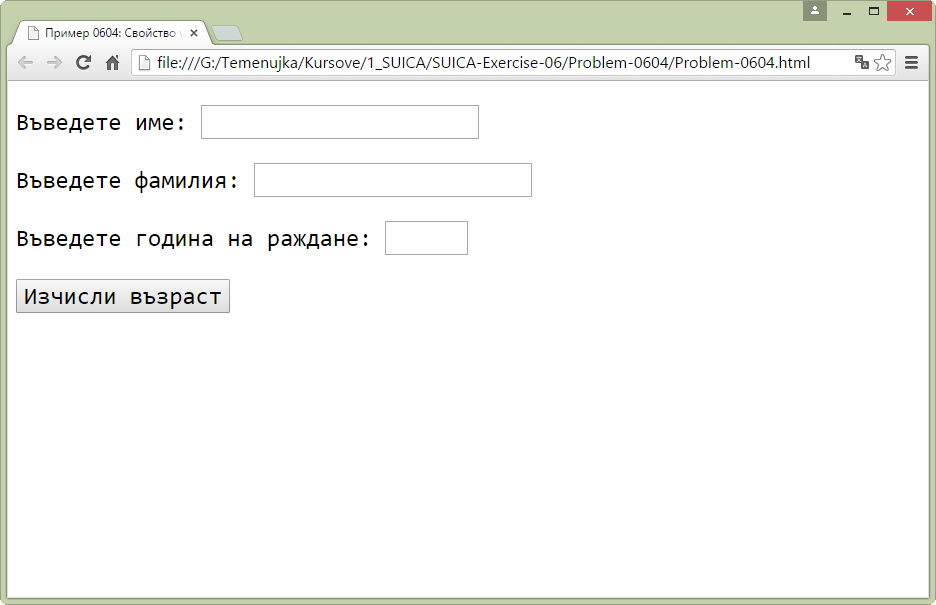 Пример 0604: Свойство
file:///G:/Temenujka/Kursove/1_SUICA/SUICA-Exercise-06/Problem-0604/Problem-0604.html
Въведете име:
Въведете фамилия:
Въведете година на раждане:
Изчисли възраст